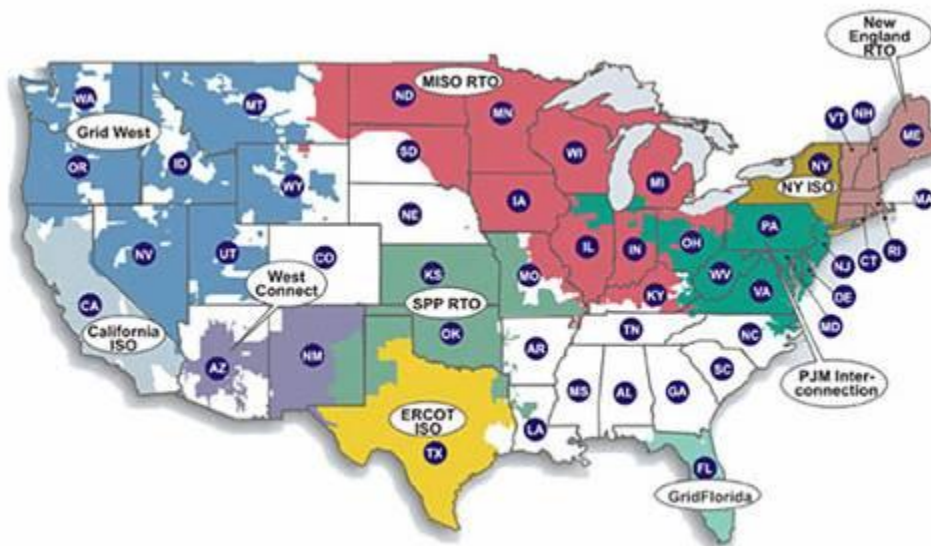 New
England
RTO
WA
MT
ND
MISO RTO
MN
VT
NH
ME
Grid West
OR
ID
SD
WI
MI
NY
NY ISO
WY
IA
MA
NE
PA
NV
UT
CO
IL
IN
OH
WV
VA
NJ
CT
RI
West
Connect
KS
MO
KY
DE
MD
CA
California
ISO
SPP RTO
OK
TN
NC
AZ
NM
AR
SC
PJM Inter-
connection
MS
AL
GA
ERCOT
ISO
TX
LA
FL
GridFlorida